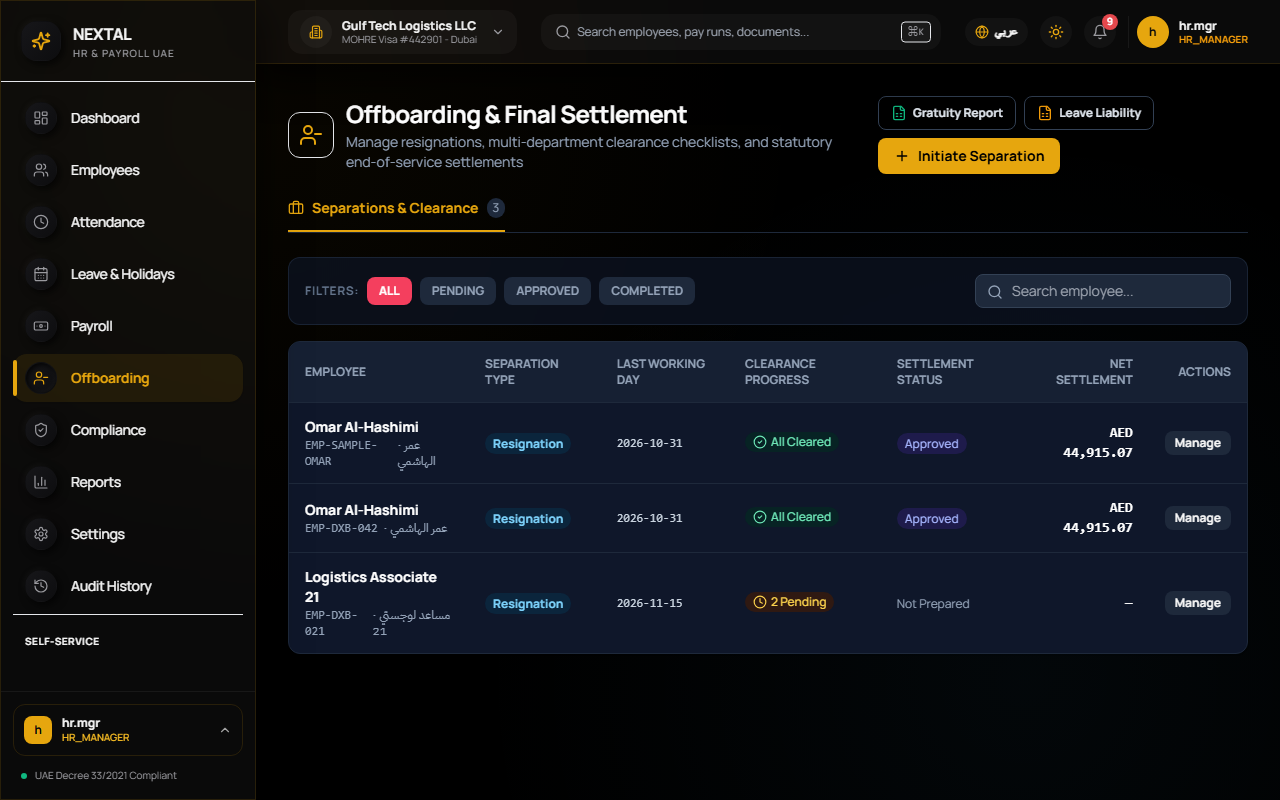 NEXTAL
HR & PAYROLL UAE
Dashboard
Employees
Attendance
Leave & Holidays
Payroll
Offboarding
Compliance
Reports
Settings
Audit History
SELF-SERVICE
h
hr.mgr
HR_MANAGER
UAE Decree 33/2021 Compliant
Gulf Tech Logistics LLC
MOHRE Visa #442901 - Dubai
Search employees, pay runs, documents...
⌘K
عربي
9
h
hr.mgr
HR_MANAGER
Offboarding & Final Settlement
Manage resignations, multi-department clearance checklists, and statutory
end-of-service settlements
Gratuity Report
Leave Liability
Initiate Separation
Separations & Clearance 3
FILTERS: ALL PENDING APPROVED COMPLETED
Search employee...
EMPLOYEE
SEPARATION
TYPE
LAST WORKING
DAY
CLEARANCE
PROGRESS
SETTLEMENT
STATUS
NET
SETTLEMENT
ACTIONS
Omar Al-Hashimi
EMP-SAMPLE-
OMAR
· عمر
الهاشمي
Resignation
2026-10-31
All Cleared
Approved
AED
44,915.07
Manage
Omar Al-Hashimi
EMP-DXB-042 · عمر الهاشمي
Resignation
2026-10-31
All Cleared
Approved
AED
44,915.07
Manage
Logistics Associate
21
EMP-DXB-
021
· مساعد لوجستي
21
Resignation
2026-11-15
2 Pending
Not Prepared
—
Manage